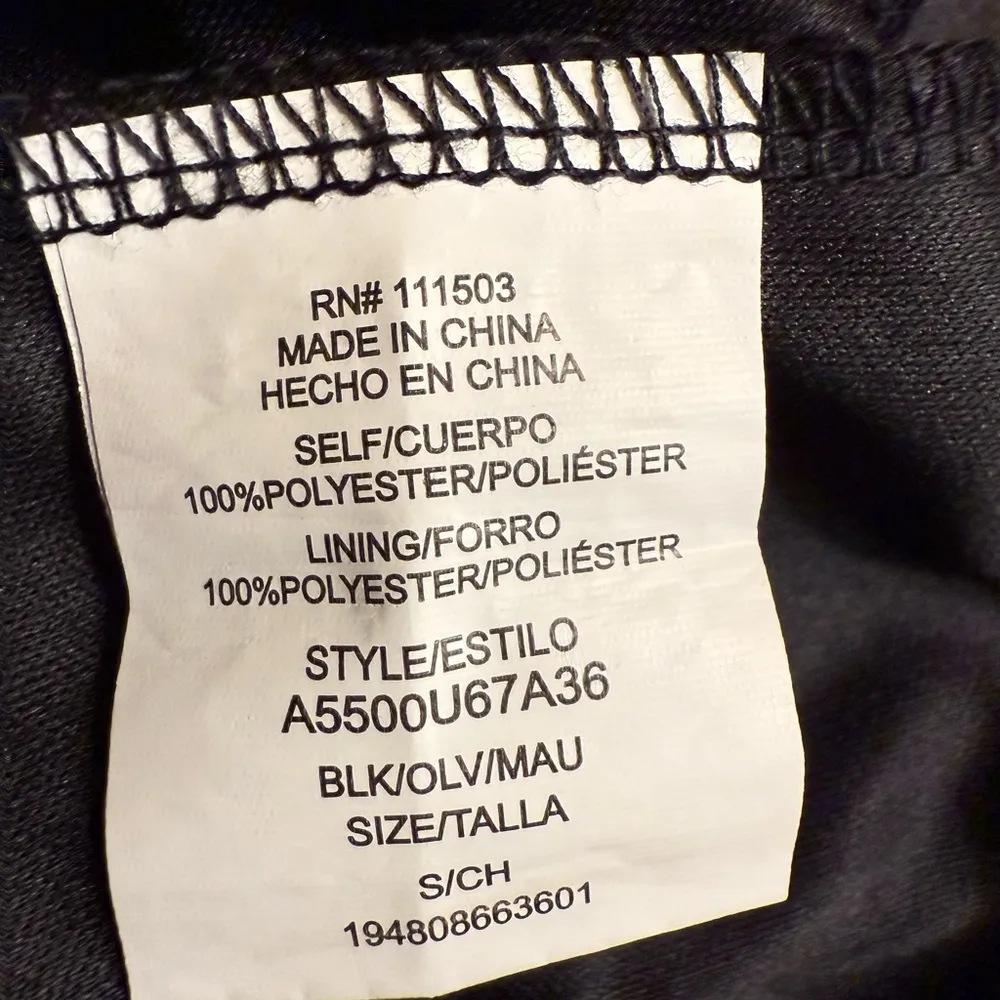 RN# 111503
MADE IN CHINA
HECHO EN CHINA
SELF/CUERPO
100%POLYESTER/POLIÉSTER
LINING/FORRO
100%POLYESTER/POLIÉSTER
STYLE/ESTILO
A5500U67A36
BLK/OLV/MAU
SIZE/TALLA
S/CH
194808663601